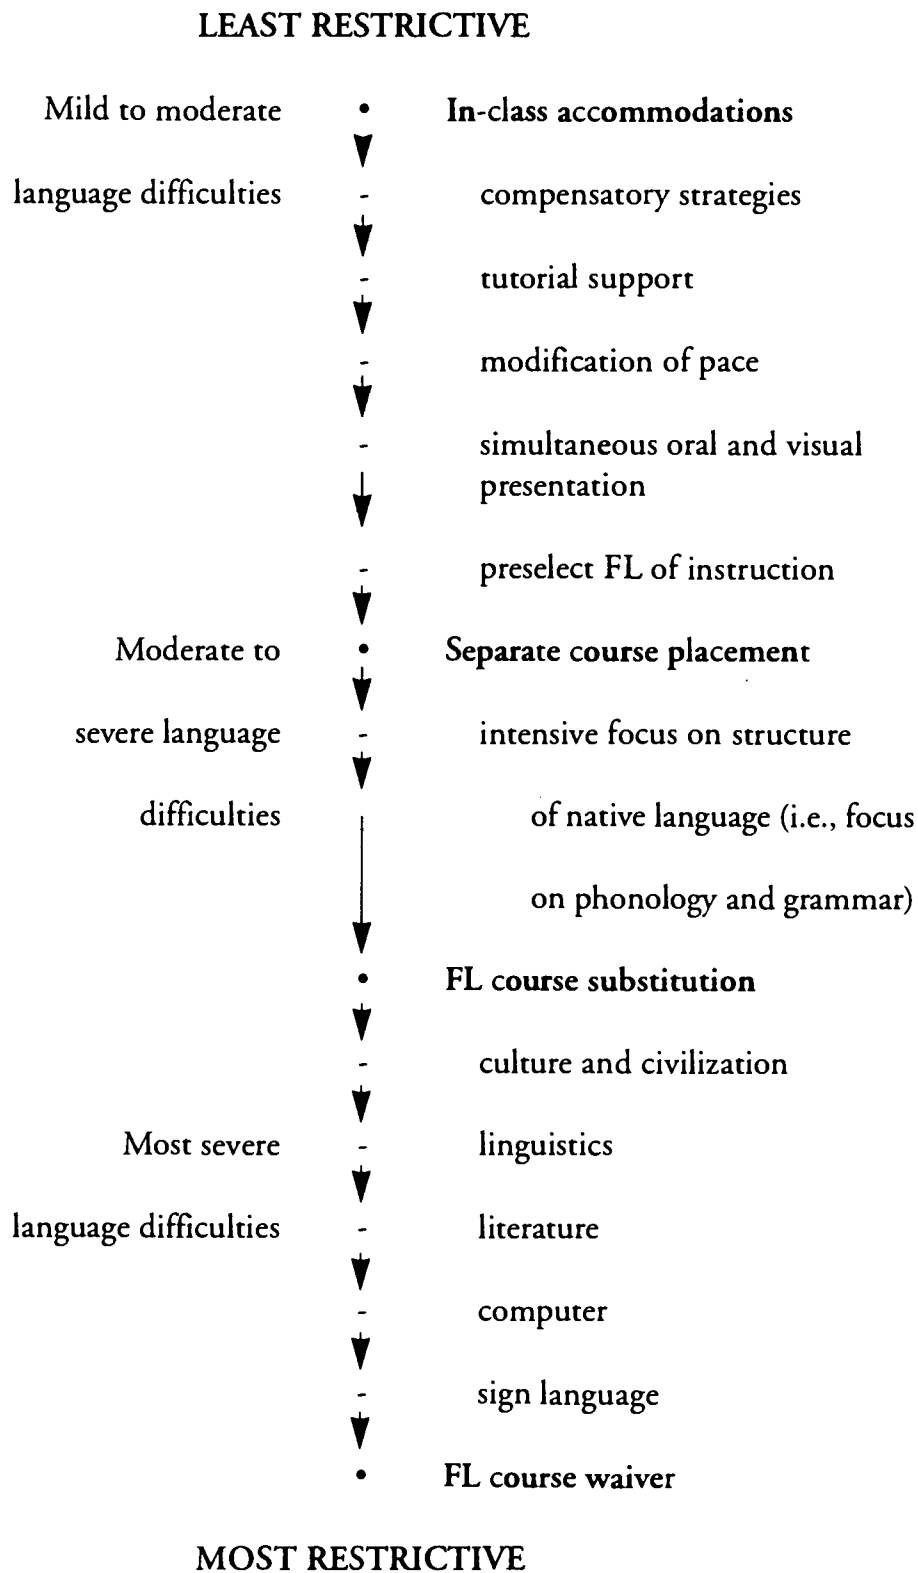 LEAST RESTRICTIVE
Mild to moderate • In-class accommodations
language difficulties - compensatory strategies
- tutorial support
- modification of pace
- simultaneous oral and visual
presentation
- preselect FL of instruction
Moderate to • Separate course placement
severe language - intensive focus on structure
difficulties of native language (i.e., focus
on phonology and grammar)
• FL course substitution
- culture and civilization
Most severe - linguistics
language difficulties - literature
- computer
- sign language
• FL course waiver
MOST RESTRICTIVE